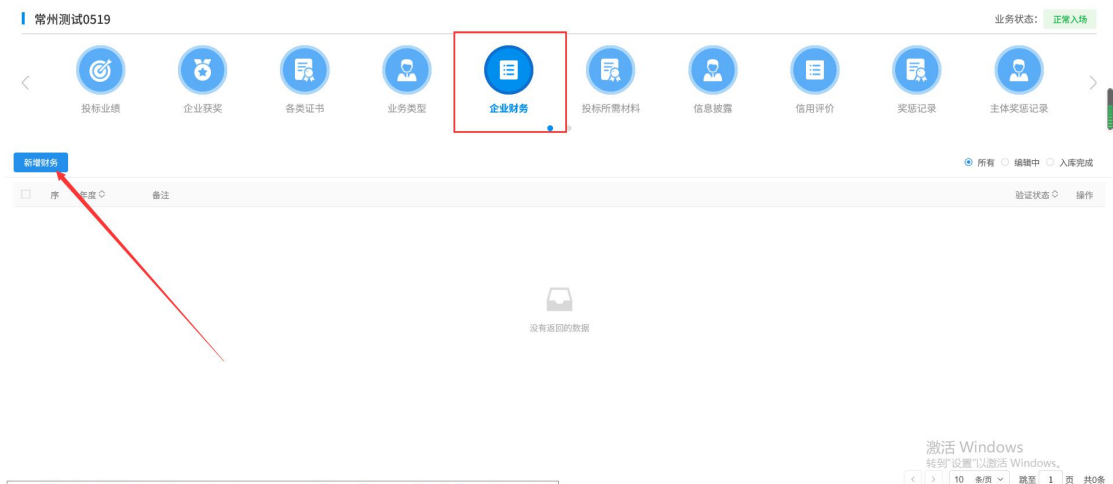 常州测试0519 业务状态： 正常入场
投标业绩 企业获奖 各类证书 业务类型 企业财务 投标所需材料 信息披露 信用评价 奖惩记录 主体奖惩记录
新增财务 所有 编辑中 入库完成
序 年度 备注 验证状态 操作
没有返回的数据
激活 Windows
转到"设置"以激活 Windows。
10 条/页 跳至 1 页 共0条